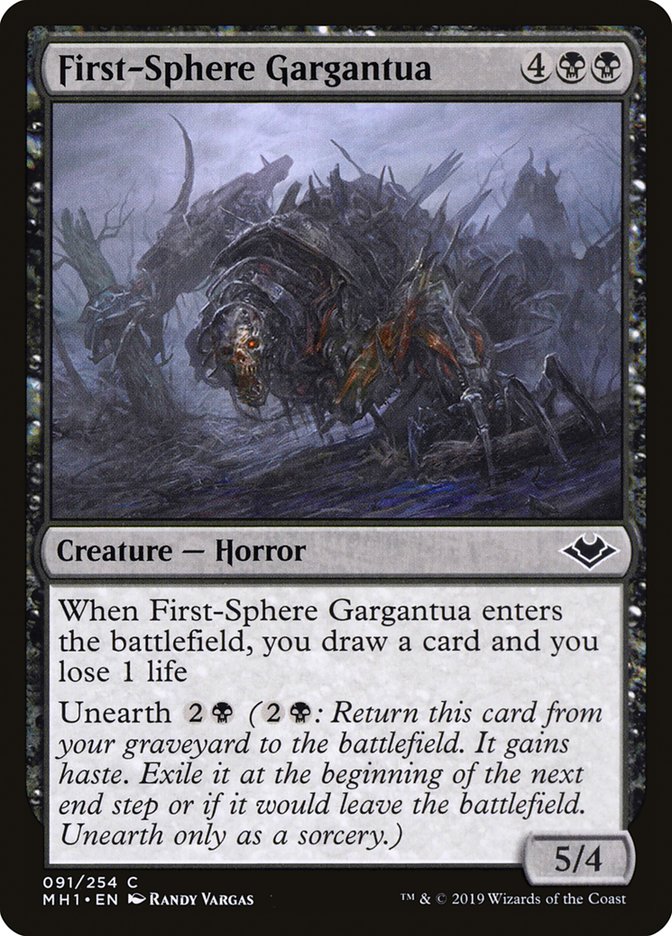 First-Sphere Gargantua 4
Creature — Horror
When First-Sphere Gargantua enters
the battlefield, you draw a card and you
lose 1 life
Unearth 2 (2 : Return this card from
your graveyard to the battlefield. It gains
haste. Exile it at the beginning of the next
end step or if it would leave the battlefield.
Unearth only as a sorcery.)
5/4
091/254 C
MH1 • EN Randy Vargas
™ & © 2019 Wizards of the Coast